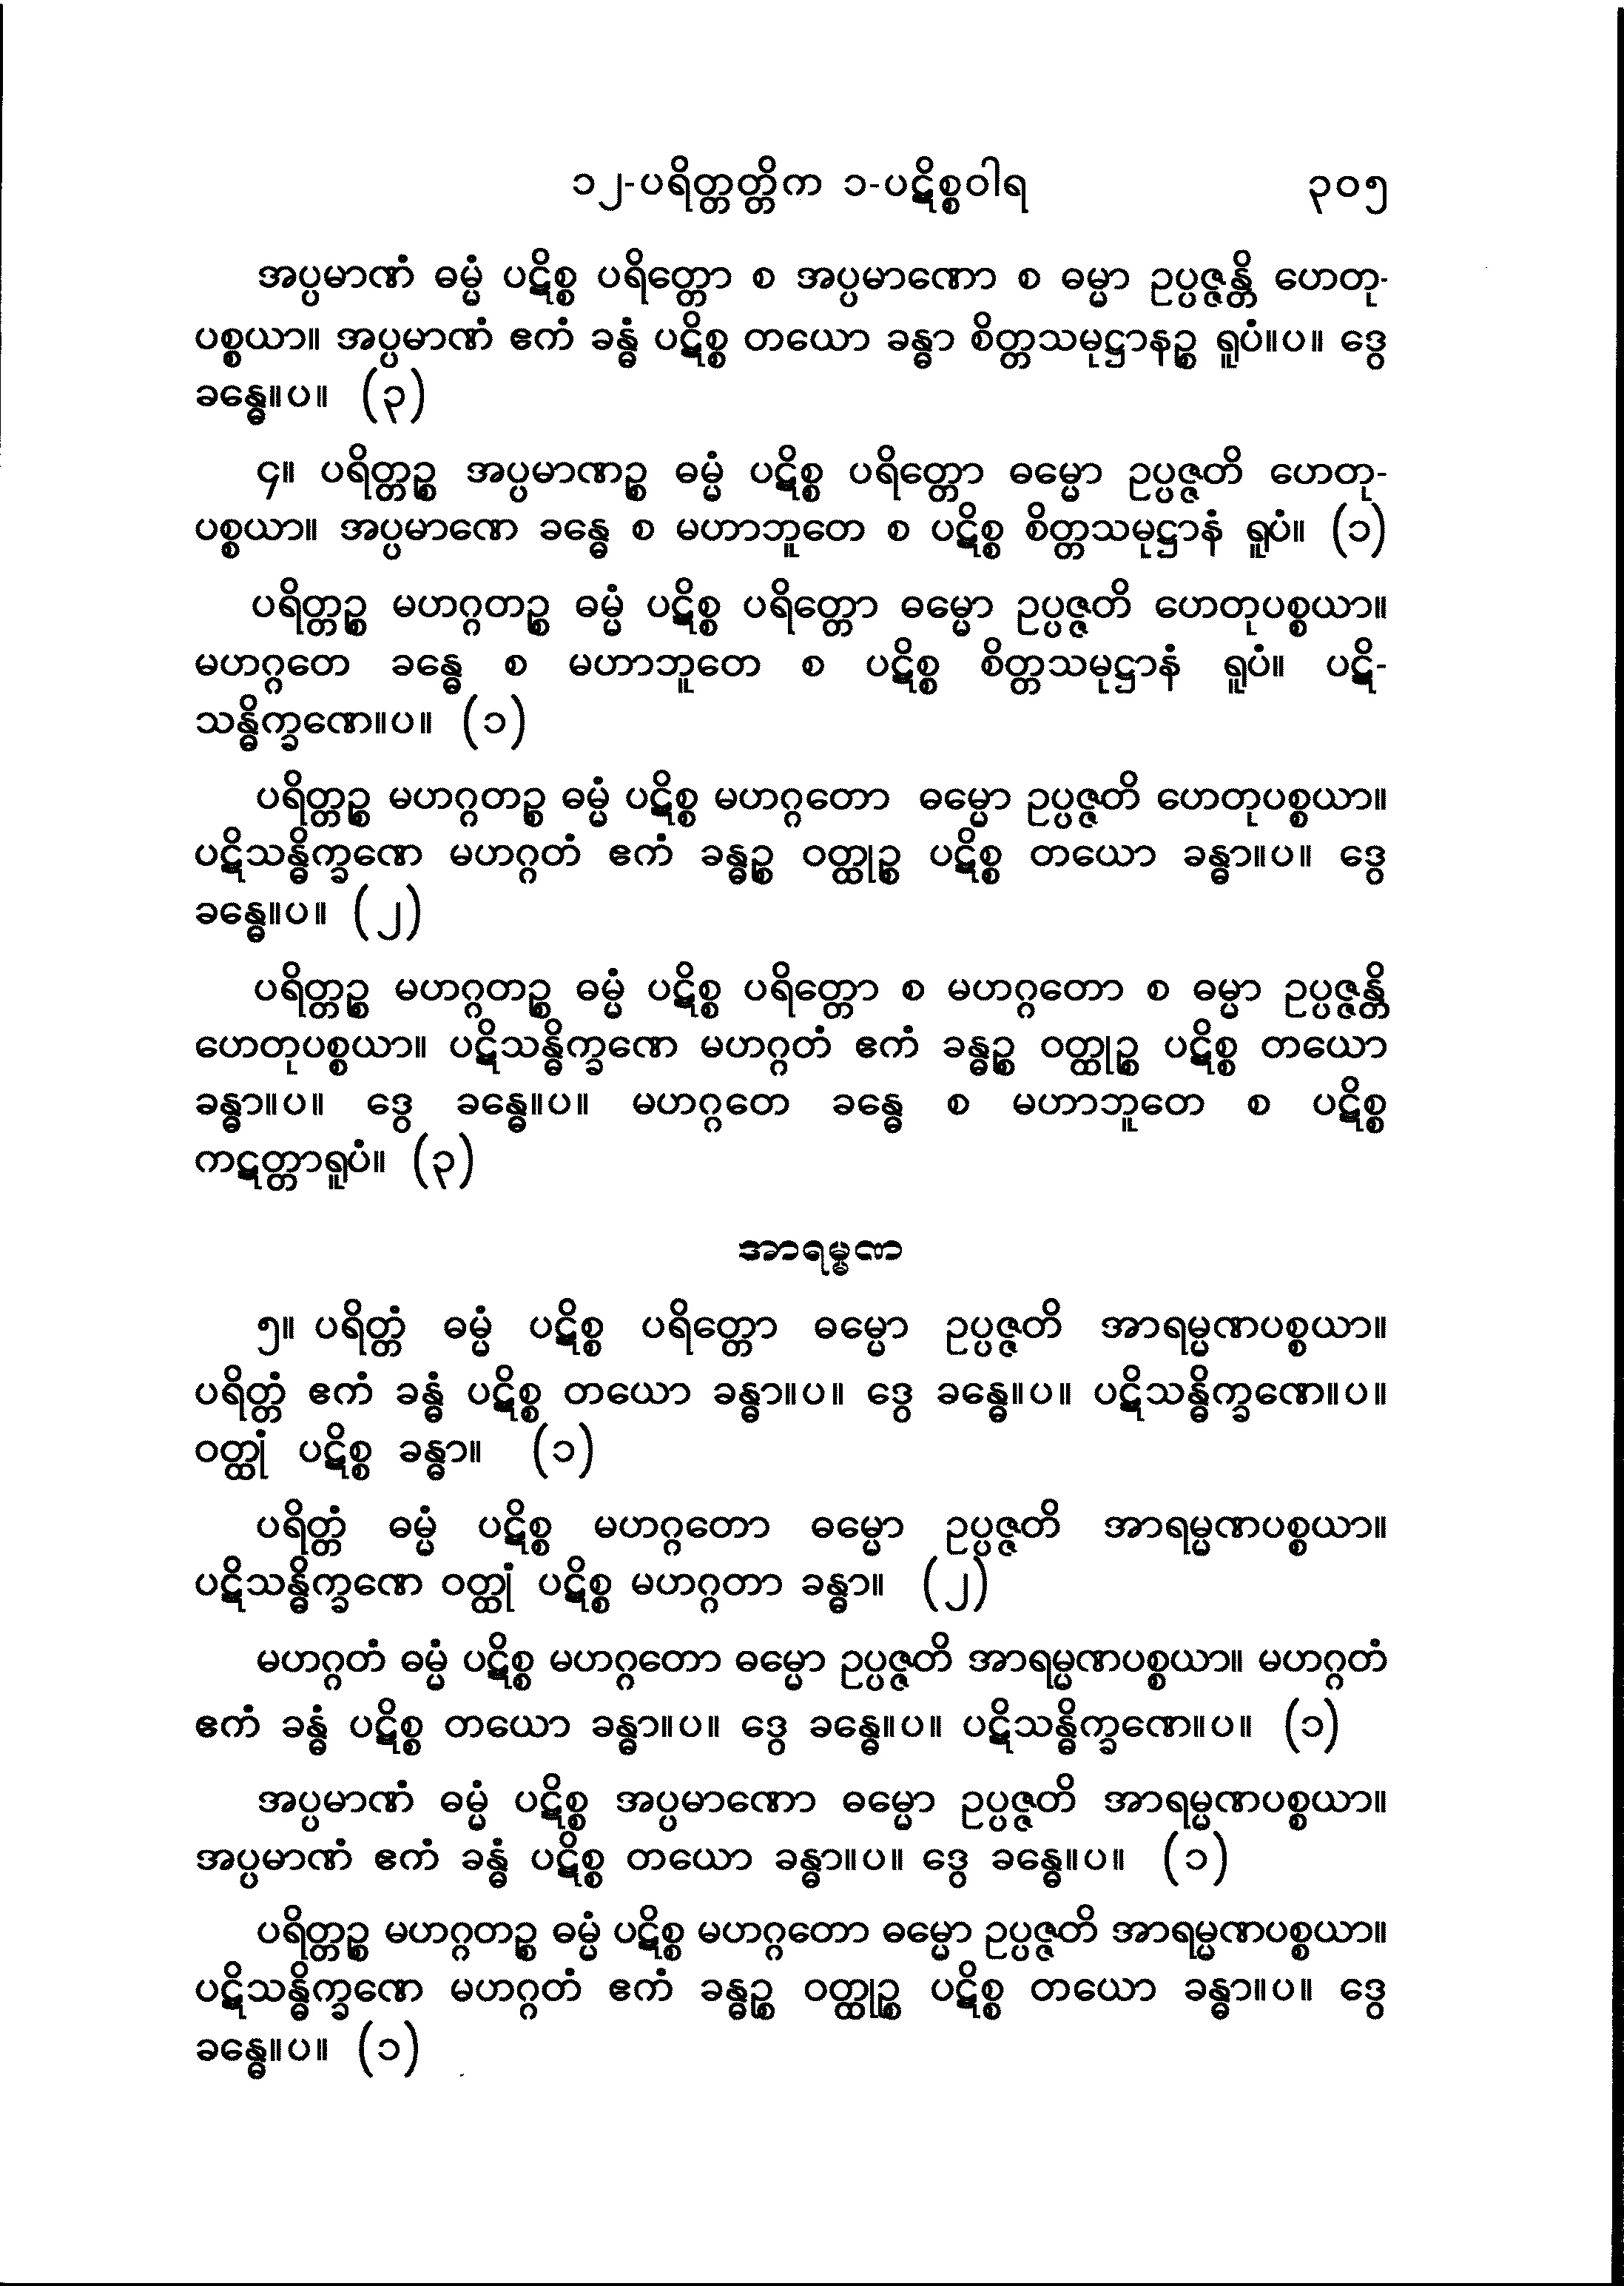 ၁၂-ပရိတ္တတ္တိက ၁-ပဋိစ္စဝါရ ၃၀၅
အပ္ပမာဏံ ဓမ္မံ ပဋိစ္စ ပရိတ္တော စ အပ္ပမာဏော စ ဓမ္မာ ဥပ္ပဇ္ဇန္တိ ဟေတု-
ပစ္စယာ။ အပ္ပမာဏံ ဧကံ ခန္ဓံ ပဋိစ္စ တယော ခန္ဓာ စိတ္တသမုဋ္ဌာနဉ္စ ရူပံ။ပ။ ဒွေ
ခန္ဓေ။ပ။ (၃)
၄။ ပရိတ္တဉ္စ အပ္ပမာဏဉ္စ ဓမ္မံ ပဋိစ္စ ပရိတ္တော ဓမ္မော ဥပ္ပဇ္ဇတိ ဟေတု-
ပစ္စယာ။ အပ္ပမာဏေ ခန္ဓေ စ မဟာဘူတေ စ ပဋိစ္စ စိတ္တသမုဋ္ဌာနံ ရူပံ။ (၁)
ပရိတ္တဉ္စ မဟဂ္ဂတဉ္စ ဓမ္မံ ပဋိစ္စ ပရိတ္တော ဓမ္မော ဥပ္ပဇ္ဇတိ ဟေတုပစ္စယာ။
မဟဂ္ဂတေ ခန္ဓေ စ မဟာဘူတေ စ ပဋိစ္စ စိတ္တသမုဋ္ဌာနံ ရူပံ။ ပဋိ-
သန္ဓိက္ခဏေ။ပ။ (၁)
ပရိတ္တဉ္စ မဟဂ္ဂတဉ္စ ဓမ္မံ ပဋိစ္စ မဟဂ္ဂတော ဓမ္မော ဥပ္ပဇ္ဇတိ ဟေတုပစ္စယာ။
ပဋိသန္ဓိက္ခဏေ မဟဂ္ဂတံ ဧကံ ခန္ဓဉ္စ ဝတ္ထုဉ္စ ပဋိစ္စ တယော ခန္ဓာ။ပ။ ဒွေ
ခန္ဓေ။ပ။ (၂)
ပရိတ္တဉ္စ မဟဂ္ဂတဉ္စ ဓမ္မံ ပဋိစ္စ ပရိတ္တော စ မဟဂ္ဂတော စ ဓမ္မာ ဥပ္ပဇ္ဇန္တိ
ဟေတုပစ္စယာ။ ပဋိသန္ဓိက္ခဏေ မဟဂ္ဂတံ ဧကံ ခန္ဓဉ္စ ဝတ္ထုဉ္စ ပဋိစ္စ တယော
ခန္ဓာ။ပ။ ဒွေ ခန္ဓေ။ပ။ မဟဂ္ဂတေ ခန္ဓေ စ မဟာဘူတေ စ ပဋိစ္စ
ကဋတ္တာရူပံ။ (၃)
အာရမ္မဏ
၅။ ပရိတ္တံ ဓမ္မံ ပဋိစ္စ ပရိတ္တော ဓမ္မော ဥပ္ပဇ္ဇတိ အာရမ္မဏပစ္စယာ။
ပရိတ္တံ ဧကံ ခန္ဓံ ပဋိစ္စ တယော ခန္ဓာ။ပ။ ဒွေ ခန္ဓေ။ပ။ ပဋိသန္ဓိက္ခဏေ။ပ။
ဝတ္ထုံ ပဋိစ္စ ခန္ဓာ။ (၁)
ပရိတ္တံ ဓမ္မံ ပဋိစ္စ မဟဂ္ဂတော ဓမ္မော ဥပ္ပဇ္ဇတိ အာရမ္မဏပစ္စယာ။
ပဋိသန္ဓိက္ခဏေ ဝတ္ထုံ ပဋိစ္စ မဟဂ္ဂတာ ခန္ဓာ။ (၂)
မဟဂ္ဂတံ ဓမ္မံ ပဋိစ္စ မဟဂ္ဂတော ဓမ္မော ဥပ္ပဇ္ဇတိ အာရမ္မဏပစ္စယာ။ မဟဂ္ဂတံ
ဧကံ ခန္ဓံ ပဋိစ္စ တယော ခန္ဓာ။ပ။ ဒွေ ခန္ဓေ။ပ။ ပဋိသန္ဓိက္ခဏေ။ပ။ (၁)
အပ္ပမာဏံ ဓမ္မံ ပဋိစ္စ အပ္ပမာဏော ဓမ္မော ဥပ္ပဇ္ဇတိ အာရမ္မဏပစ္စယာ။
အပ္ပမာဏံ ဧကံ ခန္ဓံ ပဋိစ္စ တယော ခန္ဓာ။ပ။ ဒွေ ခန္ဓေ။ပ။ (၁)
ပရိတ္တဉ္စ မဟဂ္ဂတဉ္စ ဓမ္မံ ပဋိစ္စ မဟဂ္ဂတော ဓမ္မော ဥပ္ပဇ္ဇတိ အာရမ္မဏပစ္စယာ။
ပဋိသန္ဓိက္ခဏေ မဟဂ္ဂတံ ဧကံ ခန္ဓဉ္စ ဝတ္ထုဉ္စ ပဋိစ္စ တယော ခန္ဓာ။ပ။ ဒွေ
ခန္ဓေ။ပ။ (၁)